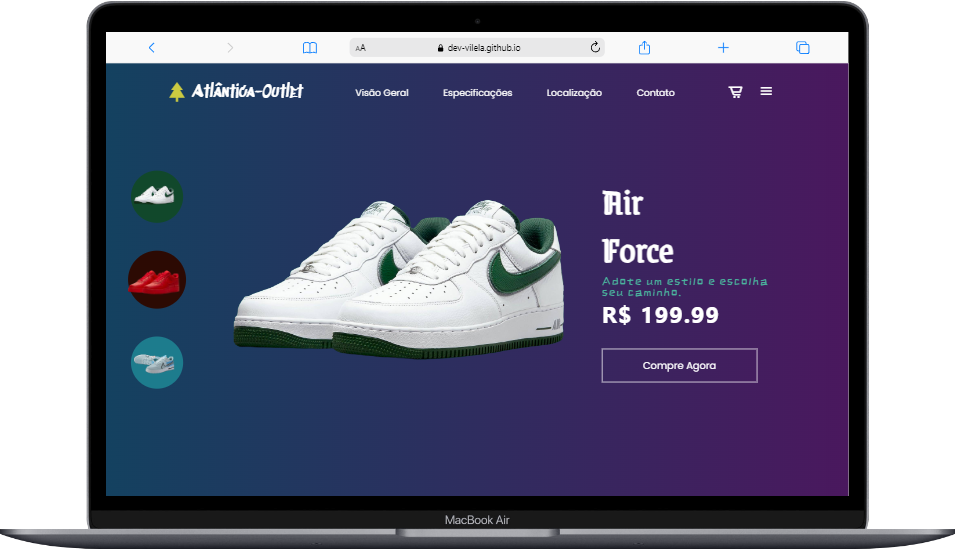 AA dev-vilela.github.io
Atlântica-Outlet Visão Geral Especificações Localização Contato
Air
Force
Adote um estilo e escolha
seu caminho.
R$ 199.99
Compre Agora
MacBook Air